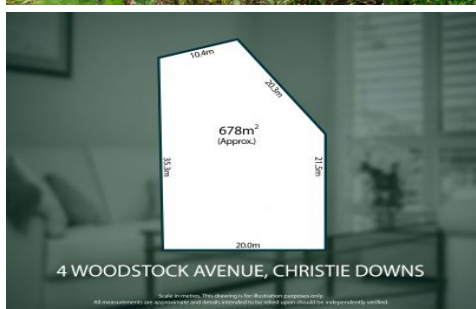 10.4m
20.3m
678m²
(Approx.)
35.3m
21.5m
20.0m
4 WOODSTOCK AVENUE, CHRISTIE DOWNS
Scale in metres. This drawing is for illustration purposes only.
All measurements are approximate and details intended to be relied upon should be independently verified.